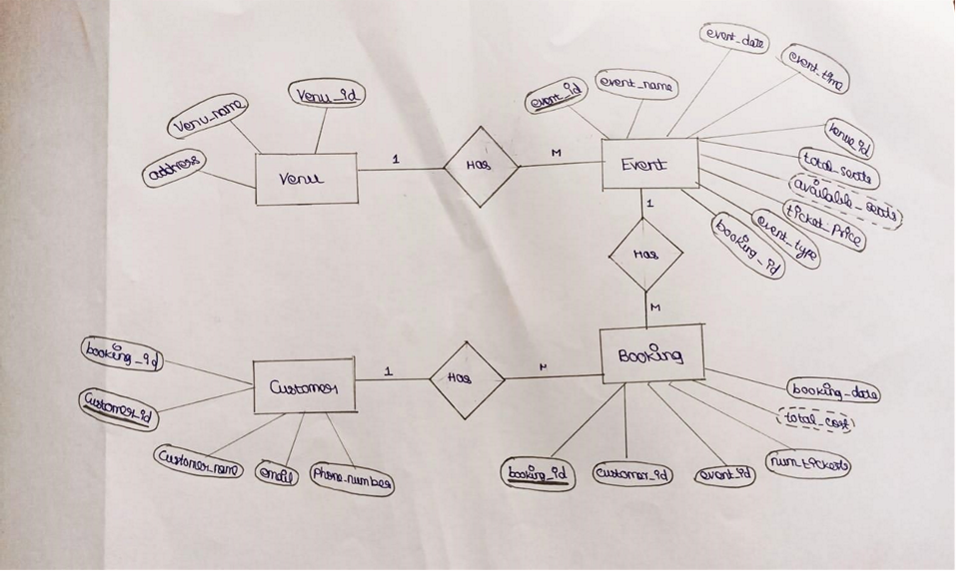 event_date
event_time
event_id
event_name
Venu_id
Venu_name
address
Venu
1
Has
M
Event
venue_id
total_seats
available_seats
ticket_price
event_type
booking_id
1
Has
M
booking_id
Customer_id
Customer_name
email
Phone_number
Customer
1
Has
M
Booking
booking_date
total_cost
num_tickets
event_id
customer_id
booking_id